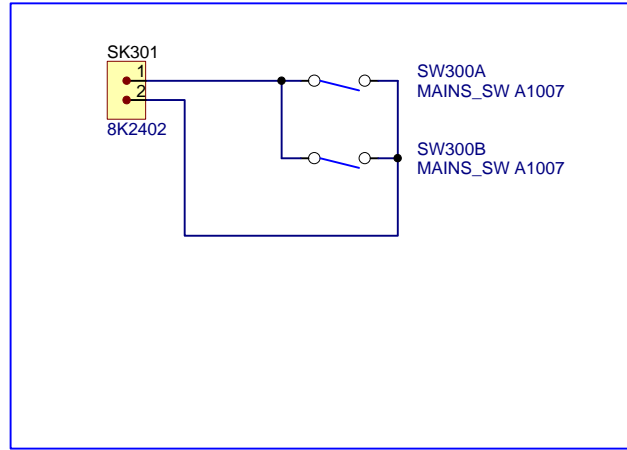 SK301
1
2
8K2402
SW300A
MAINS_SW A1007
SW300B
MAINS_SW A1007